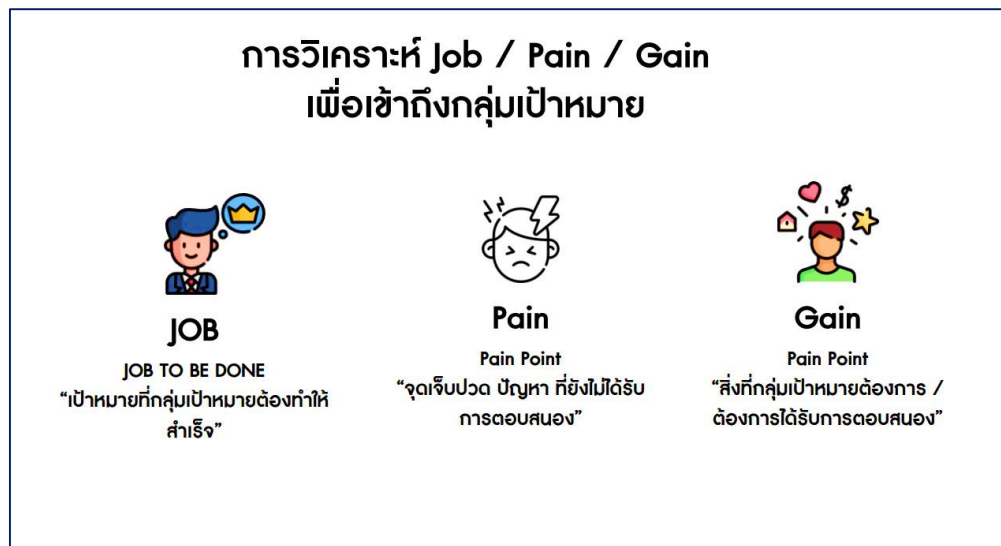 การวิเคราะห์ Job / Pain / Gain
เพื่อเข้าถึงกลุ่มเป้าหมาย
JOB
JOB TO BE DONE
“เป้าหมายที่กลุ่มเป้าหมายต้องทำให้
สำเร็จ”
Pain
Pain Point
“จุดเจ็บปวด ปัญหา ที่ยังไม่ได้รับ
การตอบสนอง”
Gain
Pain Point
“สิ่งที่กลุ่มเป้าหมายต้องการ /
ต้องการได้รับการตอบสนอง”